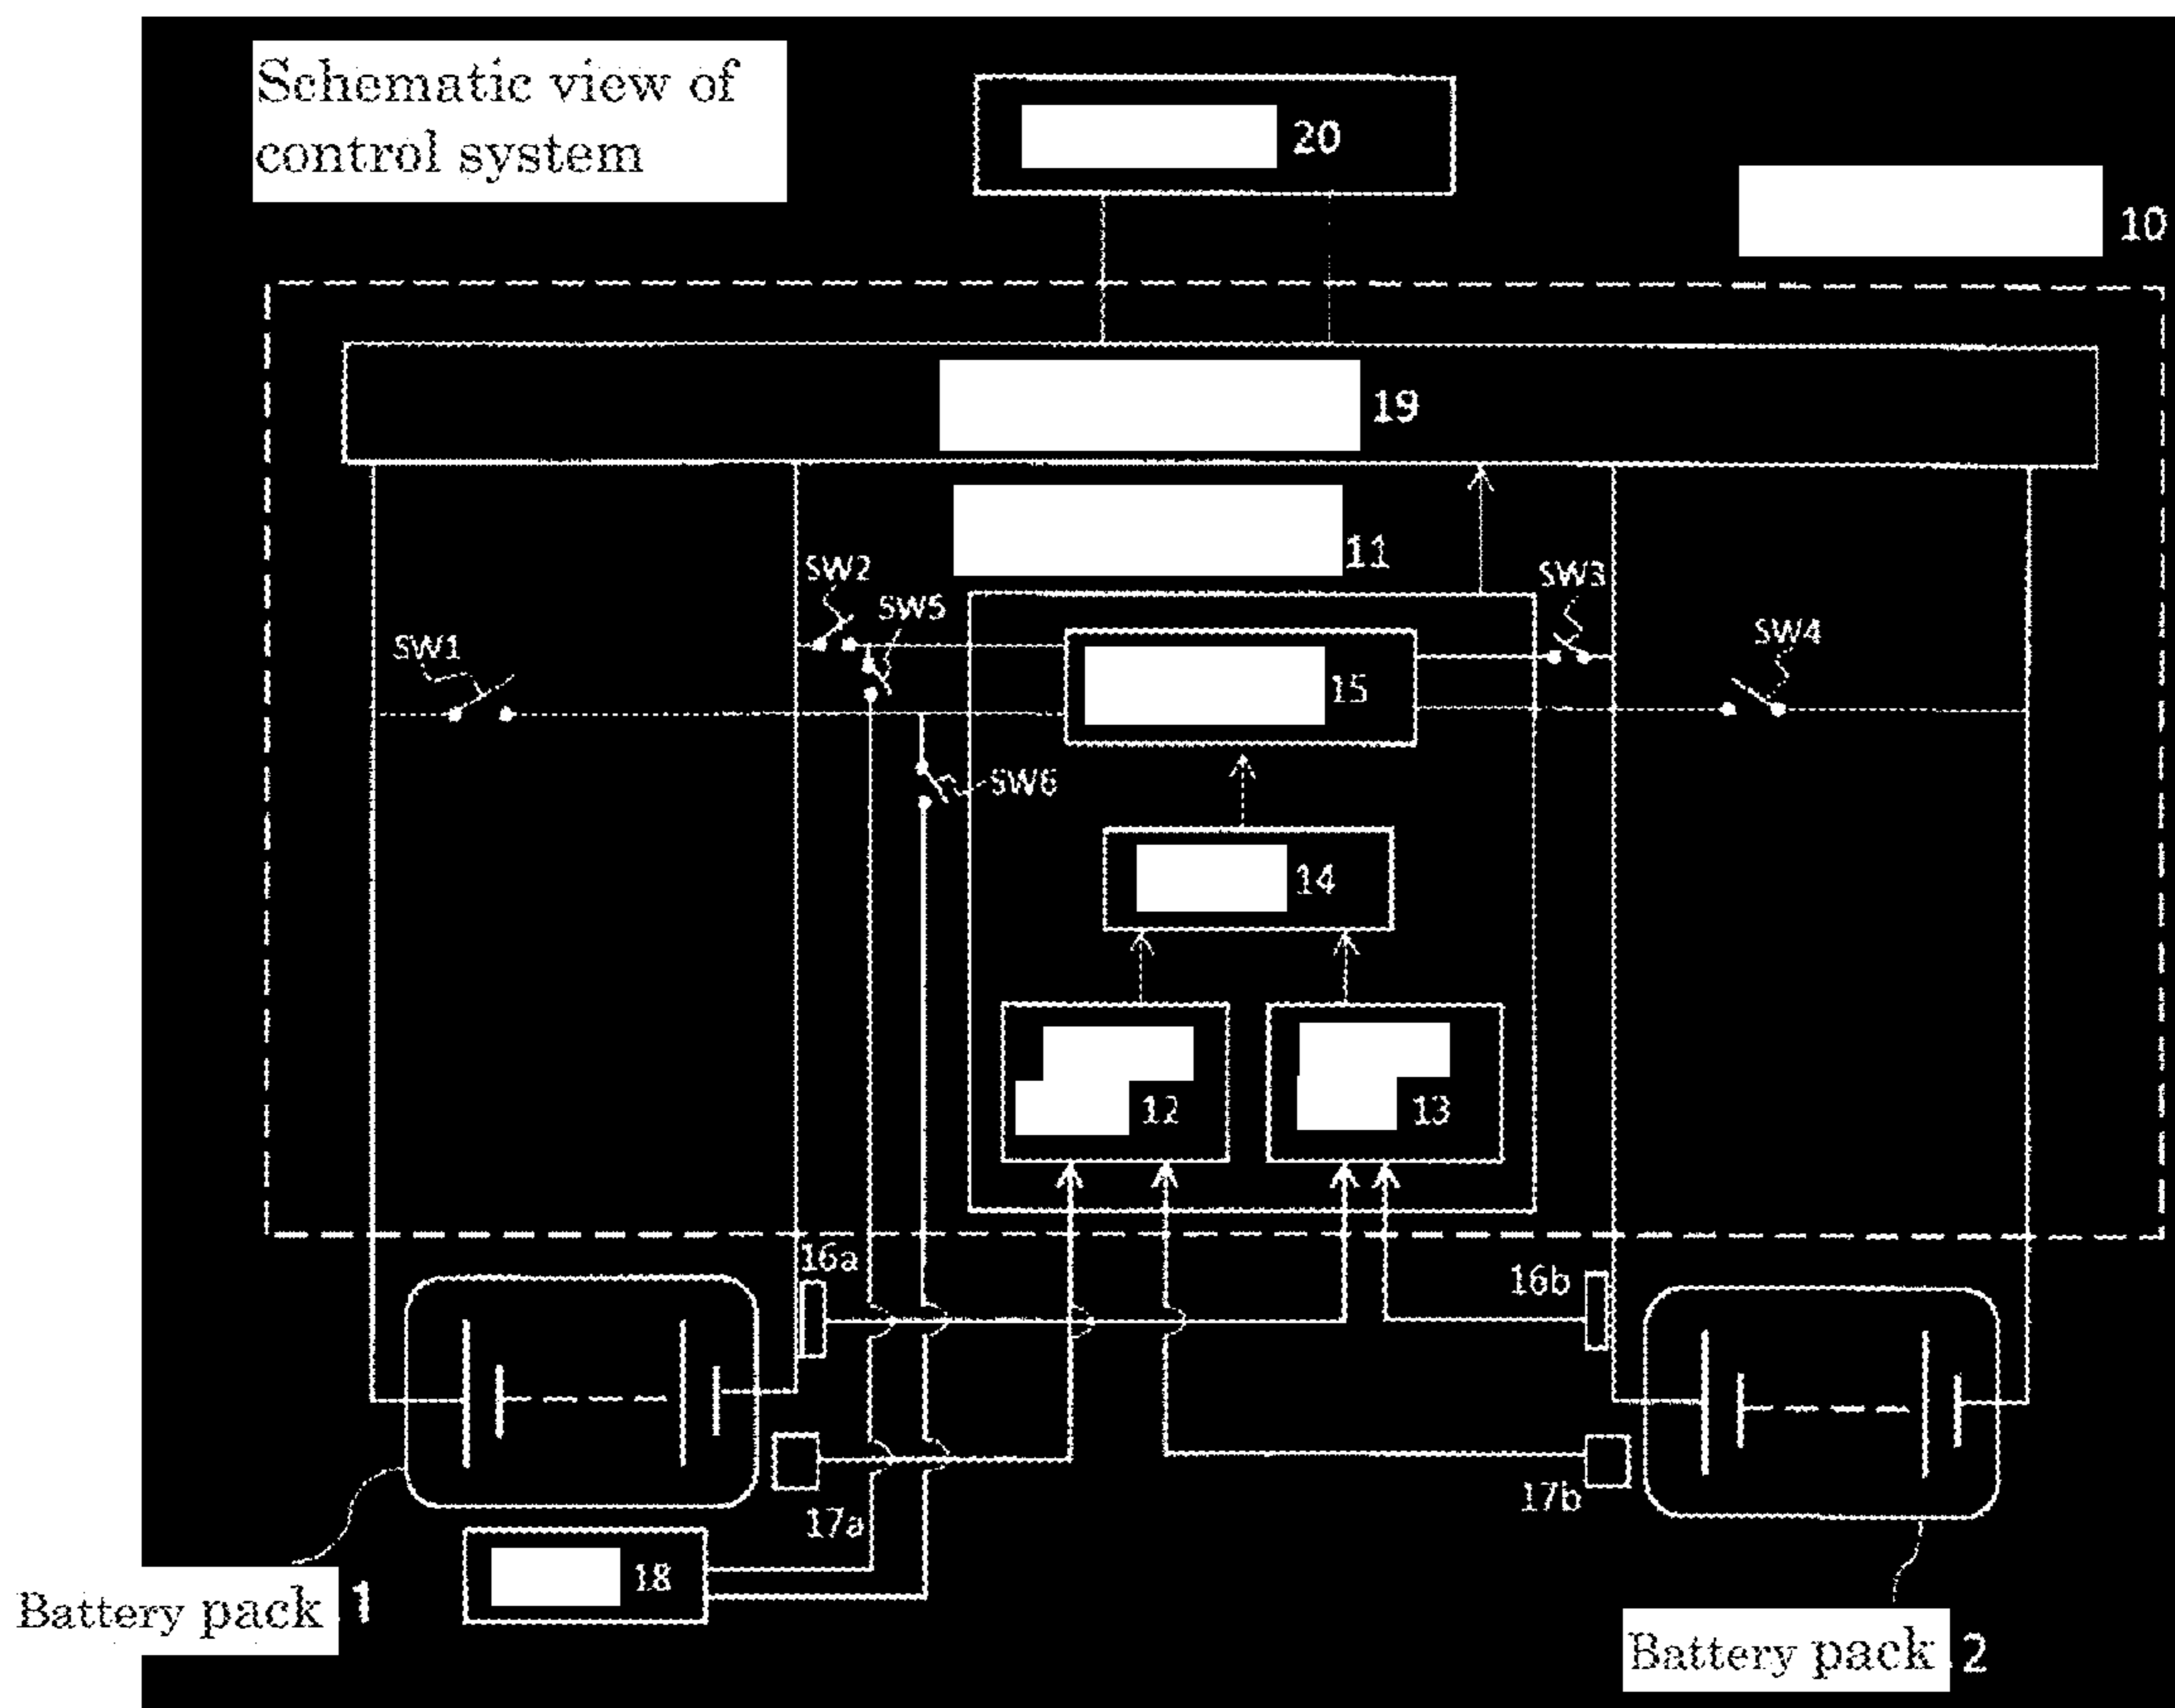 Schematic view of
control system
20
10
19
11
SW2
SW5
SW3
SW1
SW4
15
SW6
14
12
13
16a
16b
17a
17b
18
Battery pack 1
Battery pack 2